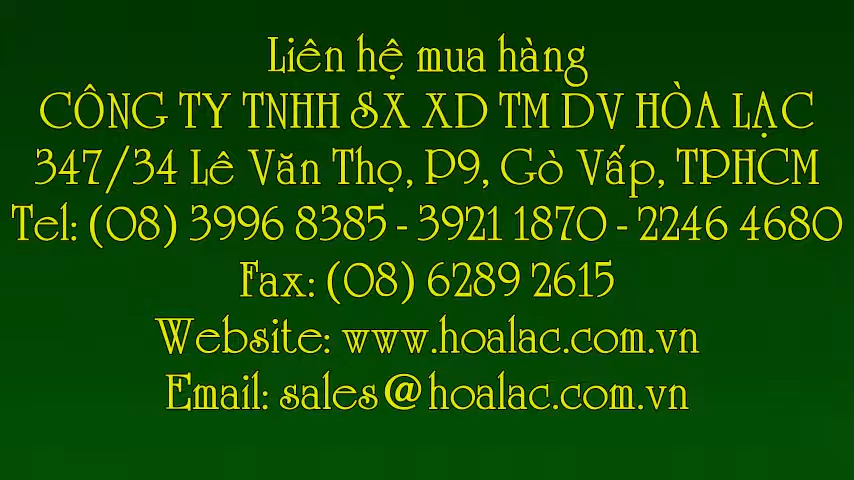 Liên hệ mua hàng
CÔNG TY TNHH SX XD TM DV HÒA LẠC
347/34 Lê Văn Thọ, P9, Gò Vấp, TPHCM
Tel: (08) 3996 8385 - 3921 1870 - 2246 4680
Fax: (08) 6289 2615
Website: www.hoalac.com.vn
Email: sales@hoalac.com.vn